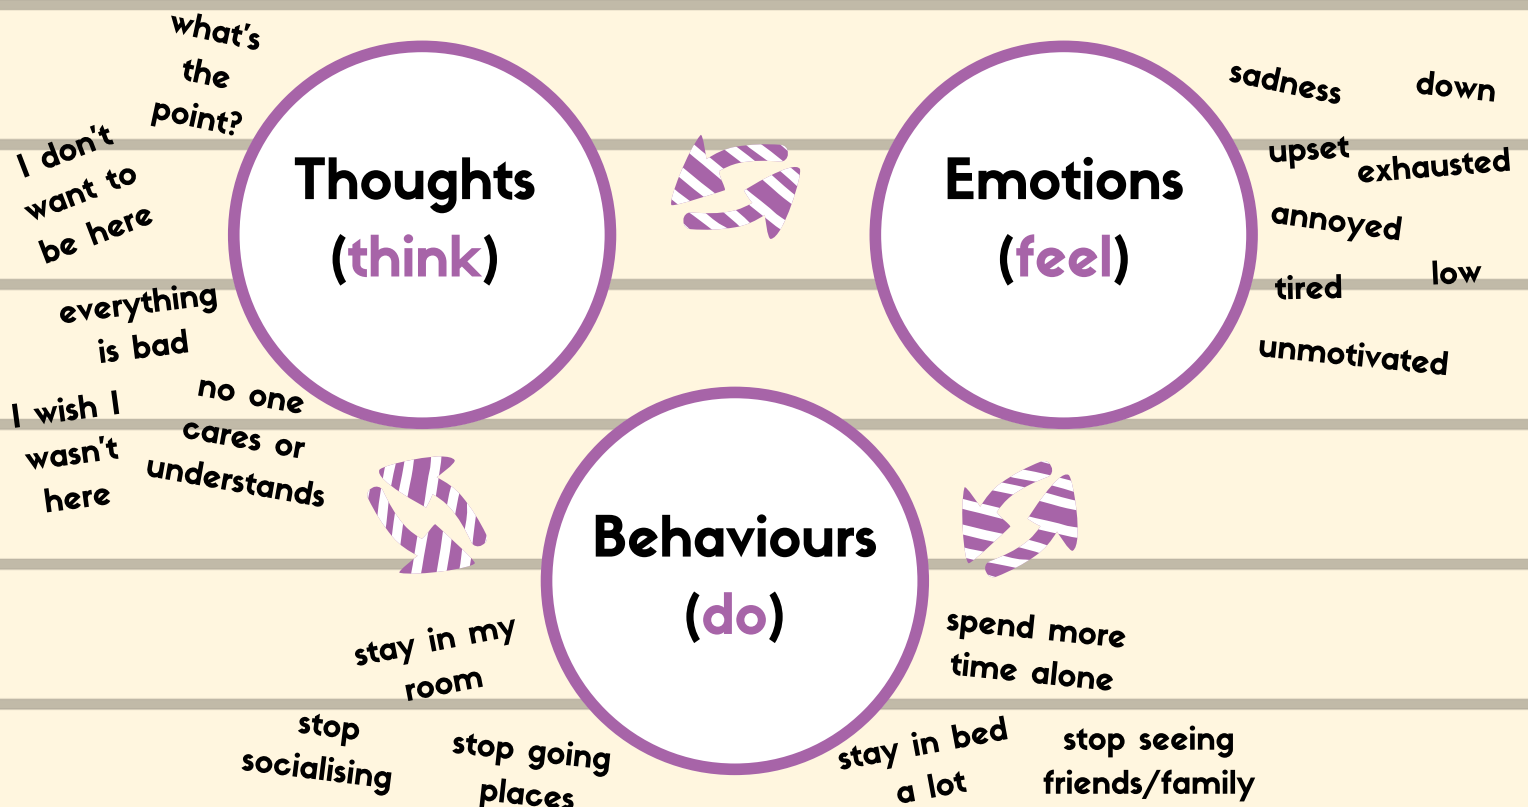 what's
the
point?
I don't
want to
be here
everything
is bad
I wish I
wasn't
here
no one
cares or
understands
Thoughts
(think)
Emotions
(feel)
sadness
down
upset
exhausted
annoyed
tired
low
unmotivated
Behaviours
(do)
stay in my
room
stop
socialising
stop going
places
spend more
time alone
stay in bed
a lot
stop seeing
friends/family